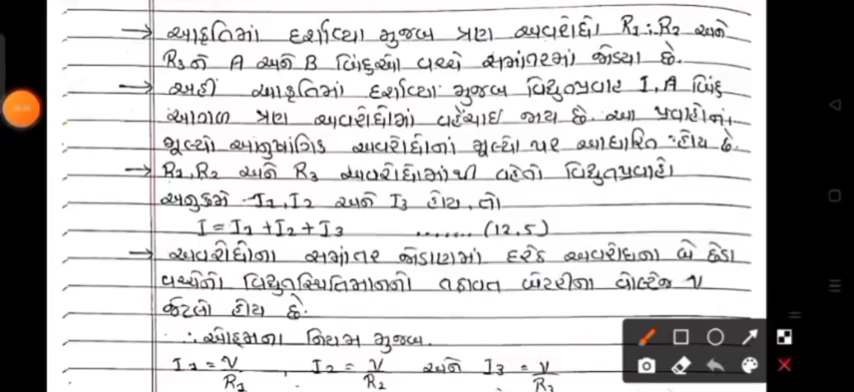 → આકૃતિમાં દર્શાવ્યા મુજબ ત્રણ અવરોધો R1, R2 અને
R3 ને A અને B બિંદુઓ વચ્ચે સમાંતરમાં જોડ્યા છે.
→ અહીં આકૃતિમાં દર્શાવ્યા મુજબ વિદ્યુતપ્રવાહ I, A બિંદુ
આગળ ત્રણ અવરોધોમાં વહેંચાઇ જાય છે. આ પ્રવાહોનાં
મૂલ્યો આનુષાંગિક અવરોધોનાં મૂલ્યો પર આધારિત હોય છે.
→ R1, R2 અને R3 અવરોધોમાંથી વહેતો વિદ્યુતપ્રવાહો
અનુક્રમે I1, I2 અને I3 હોય, તો
I = I1 + I2 + I3 ....... (12.5)
→ અવરોધોના સમાંતર જોડાણમાં દરેક અવરોધના બે છેડા
વચ્ચેનો વિદ્યુતસ્થિતિમાનનો તફાવત બેટરીના વોલ્ટેજ V
જેટલો હોય છે.
∴ ઓહમના નિયમ મુજબ.
I1 = V/R1, I2 = V/R2 અને I3 = V/R3